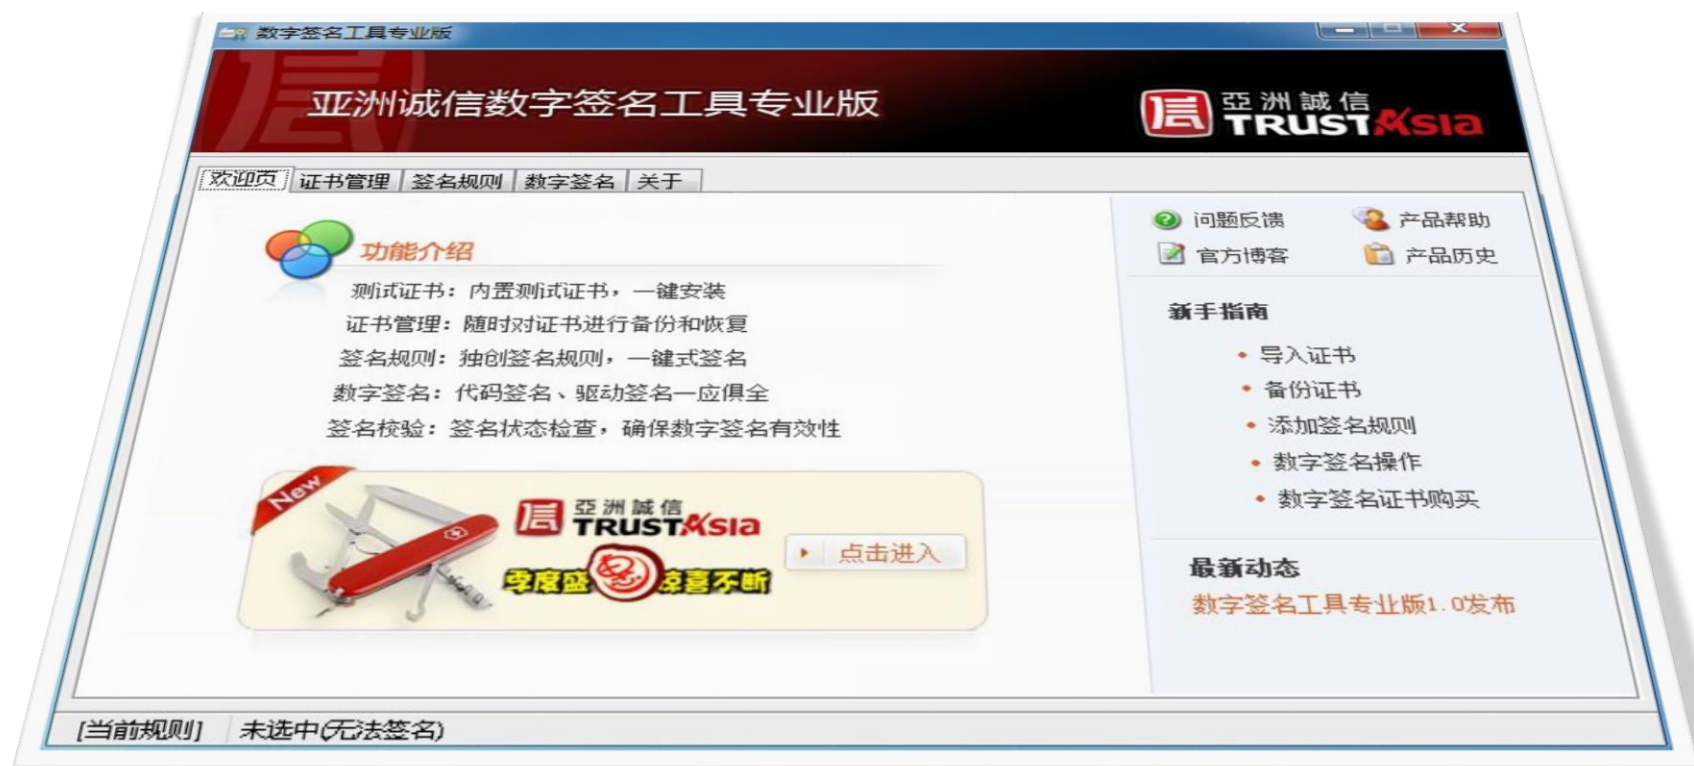 数字签名工具专业版
亚洲诚信数字签名工具专业版
亞洲誠信
TRUSTAsia
欢迎页 证书管理 签名规则 数字签名 关于
功能介绍
测试证书：内置测试证书，一键安装
证书管理：随时对证书进行备份和恢复
签名规则：独创签名规则，一键式签名
数字签名：代码签名、驱动签名一应俱全
签名校验：签名状态检查，确保数字签名有效性
New
亞洲誠信
TRUSTAsia
季度盛惠惊喜不断
点击进入
问题反馈 产品帮助
官方博客 产品历史
新手指南
• 导入证书
• 备份证书
• 添加签名规则
• 数字签名操作
• 数字签名证书购买
最新动态
数字签名工具专业版1.0发布
[当前规则] 未选中(无法签名)